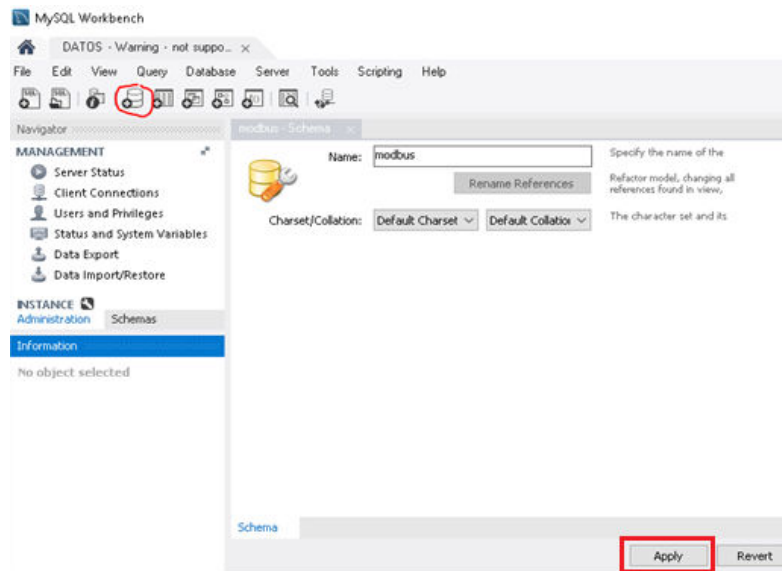 MySQL Workbench
DATOS - Warning - not suppo...
File Edit View Query Database Server Tools Scripting Help
Navigator
modbus - Schema
MANAGEMENT
Server Status
Client Connections
Users and Privileges
Status and System Variables
Data Export
Data Import/Restore
INSTANCE
Administration Schemas
Information
No object selected
Name: modbus
Specify the name of the
Rename References
Refactor model, changing all
references found in view,
Charset/Collation: Default Charset Default Collation
The character set and its
Schema
Apply Revert